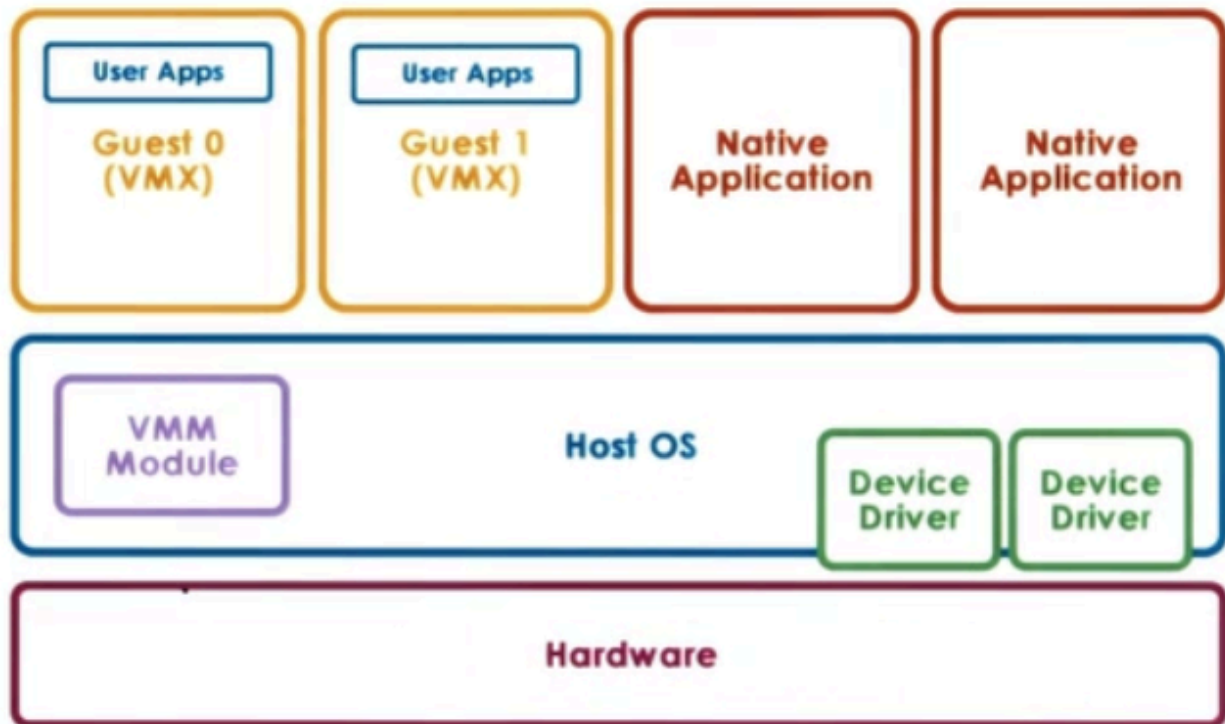 User Apps
Guest 0
(VMX)
User Apps
Guest 1
(VMX)
Native
Application
Native
Application
VMM
Module
Host OS
Device
Driver
Device
Driver
Hardware